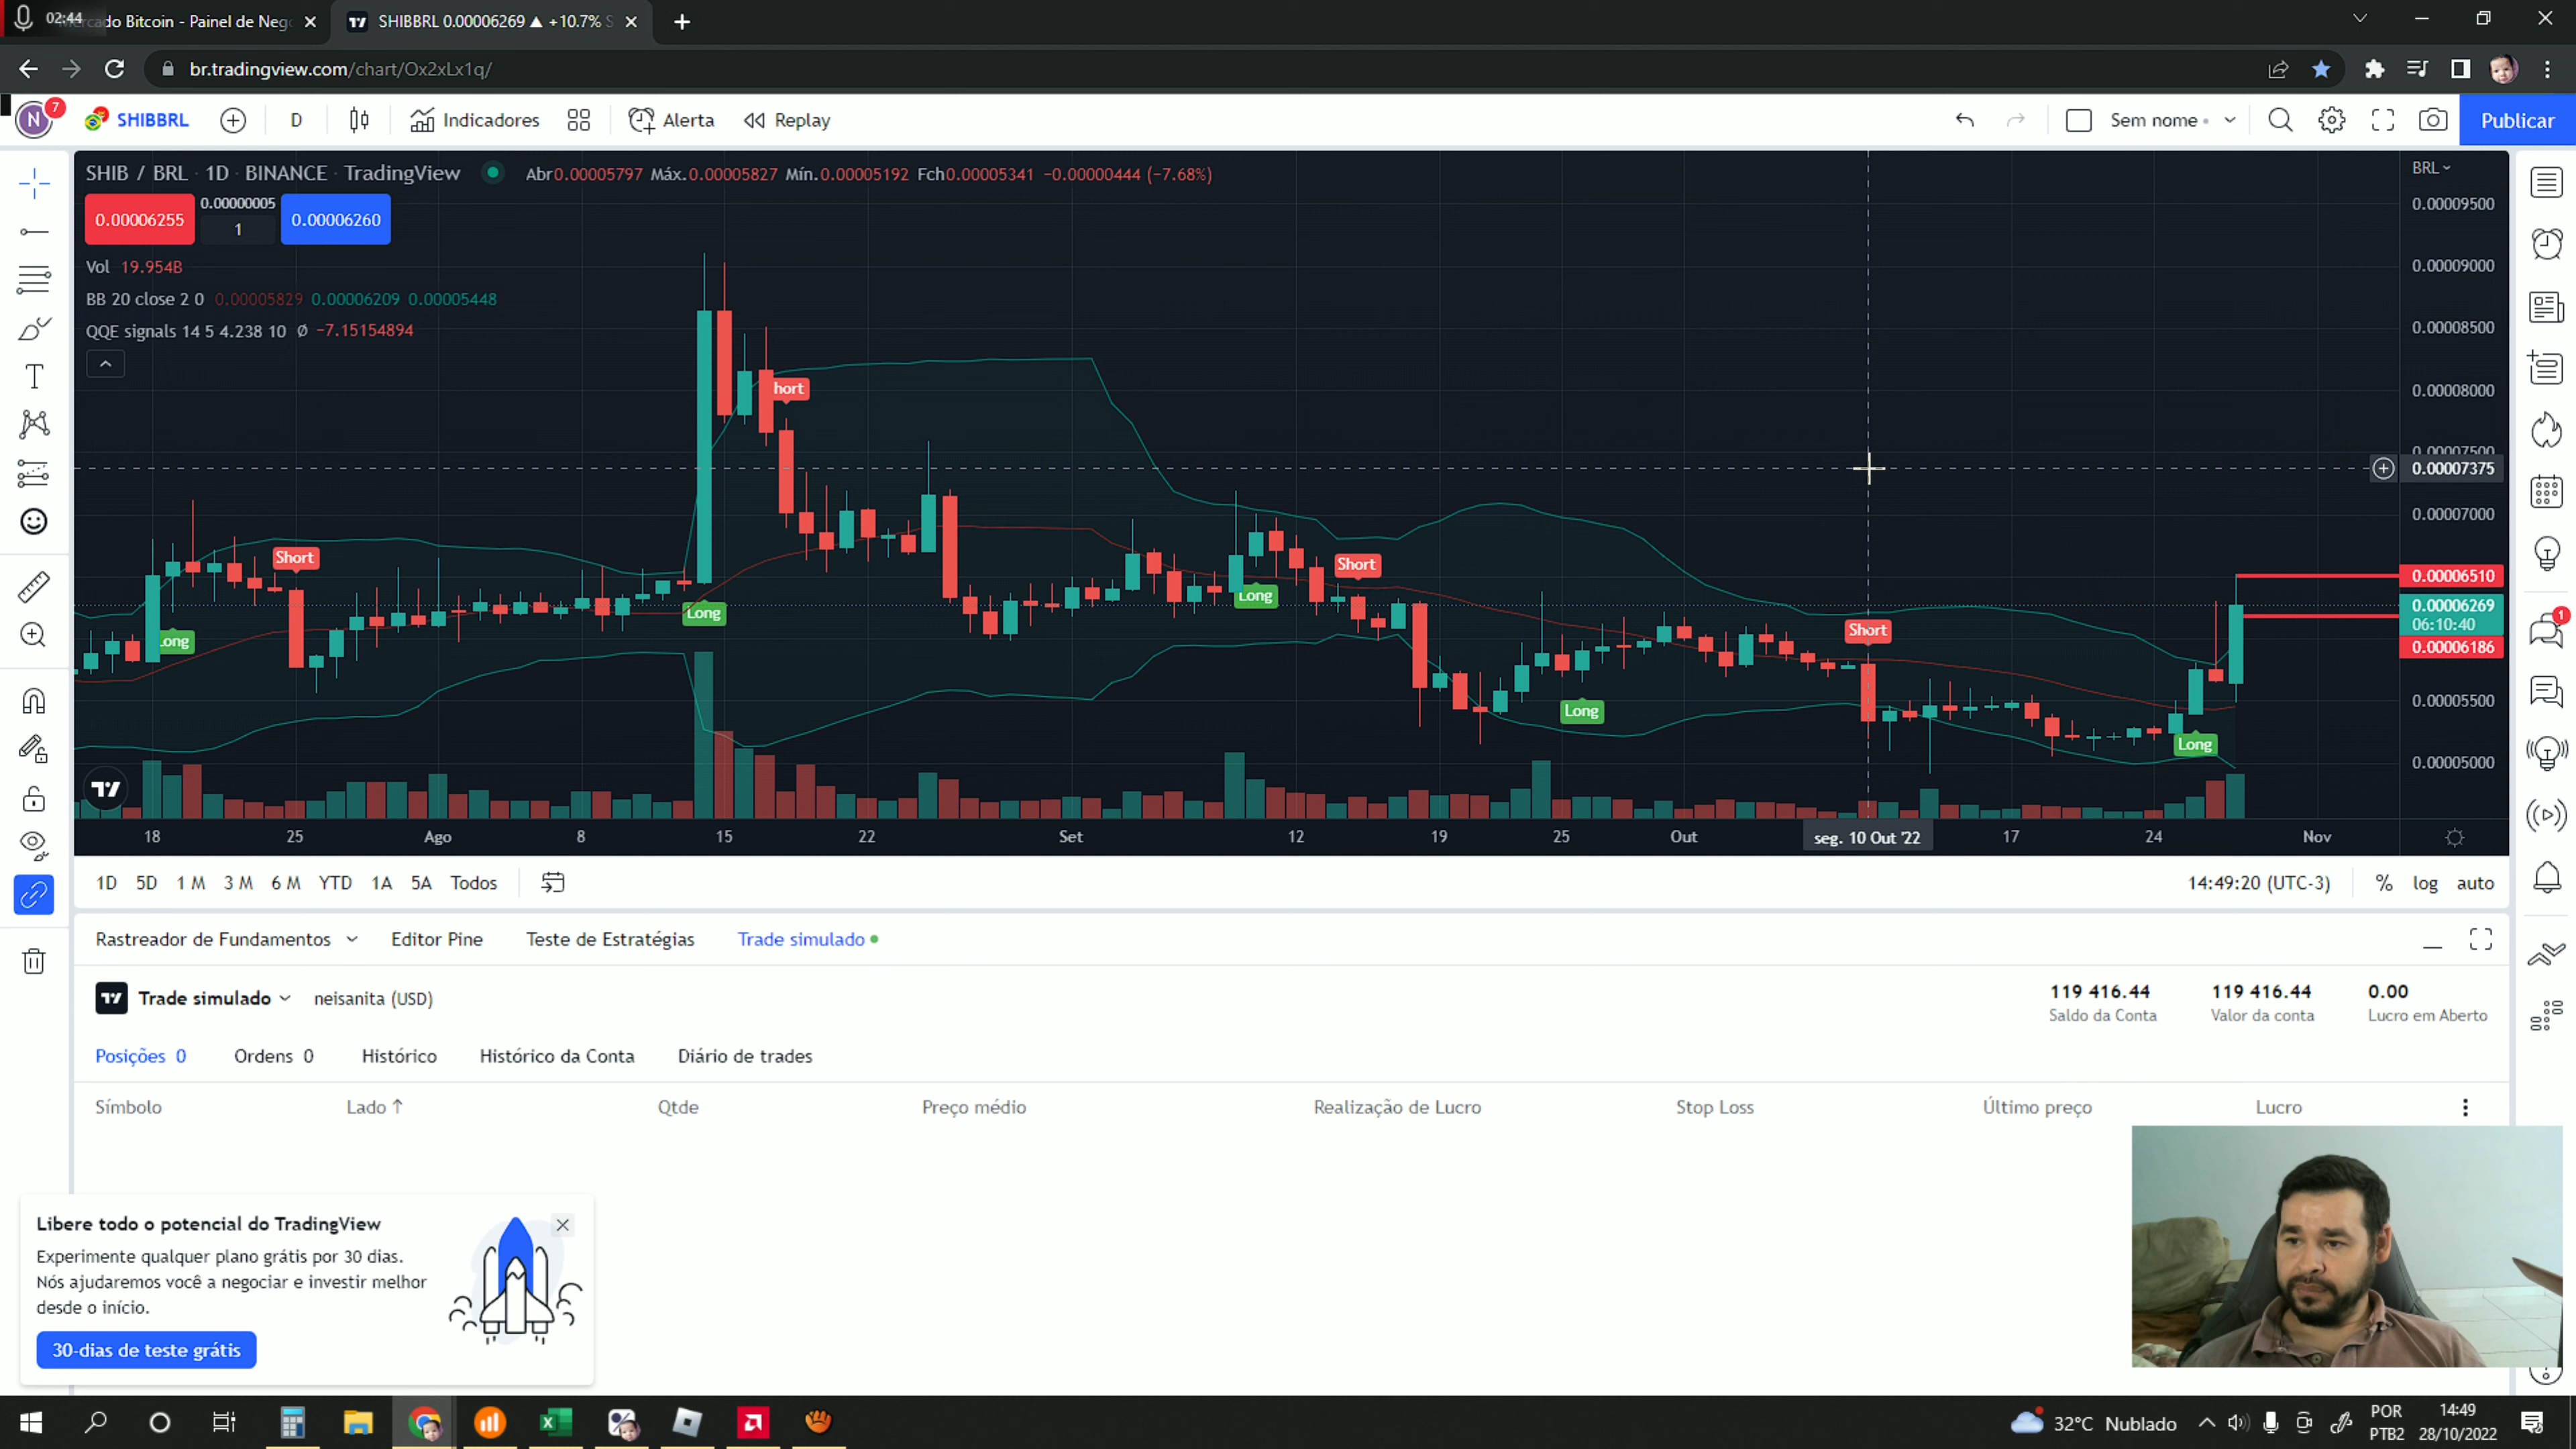 02:44
do Bitcoin - Painel de Neg
SHIBBRL 0.00006269 ▲ +10.7% S
br.tradingview.com/chart/Ox2xLx1q/
N
7
SHIBBRL
D
Indicadores
Alerta
Replay
Sem nome
Publicar
SHIB / BRL · 1D · BINANCE · TradingView
Abr0.00005797 Máx.0.00005827 Mín.0.00005192 Fch0.00005341 −0.00000444 (−7.68%)
BRL
0.00006255
0.00000005
1
0.00006260
Vol 19.954B
BB 20 close 2 0 0.00005829 0.00006209 0.00005448
QQE signals 14 5 4.238 10 Ø −7.15154894
0.00009500
0.00009000
0.00008500
0.00008000
0.00007500
0.00007375
0.00007000
0.00006510
0.00006269
06:10:40
0.00006186
0.00005500
0.00005000
hort
Short
Short
Short
Long
Long
ong
Long
Long
18
25
Ago
8
15
22
Set
12
19
25
Out
seg. 10 Out '22
17
24
Nov
1D
5D
1 M
3 M
6 M
YTD
1A
5A
Todos
14:49:20 (UTC-3)
%
log
auto
Rastreador de Fundamentos
Editor Pine
Teste de Estratégias
Trade simulado
Trade simulado
neisanita (USD)
119 416.44
Saldo da Conta
119 416.44
Valor da conta
0.00
Lucro em Aberto
Posições 0
Ordens 0
Histórico
Histórico da Conta
Diário de trades
Símbolo
Lado ↑
Qtde
Preço médio
Realização de Lucro
Stop Loss
Último preço
Lucro
Libere todo o potencial do TradingView
Experimente qualquer plano grátis por 30 dias.
Nós ajudaremos você a negociar e investir melhor
desde o início.
30-dias de teste grátis
1
32°C Nublado
POR
PTB2
14:49
28/10/2022